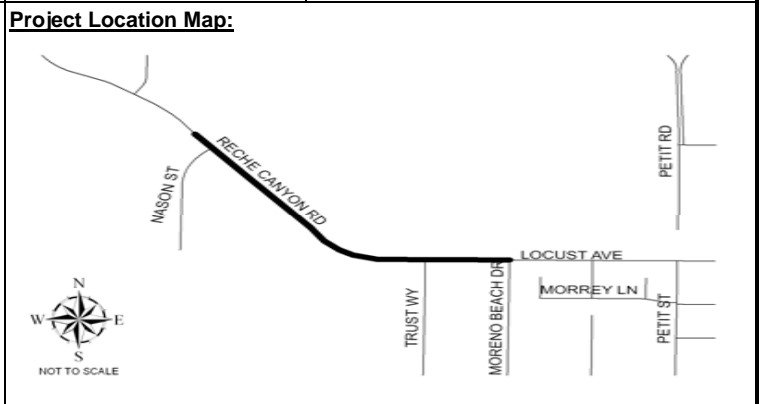 Project Location Map:
RECHE CANYON RD
NASON ST
PETIT RD
LOCUST AVE
MORREY LN
TRUST WY
MORENO BEACH DR
PETIT ST
N
W
E
S
NOT TO SCALE